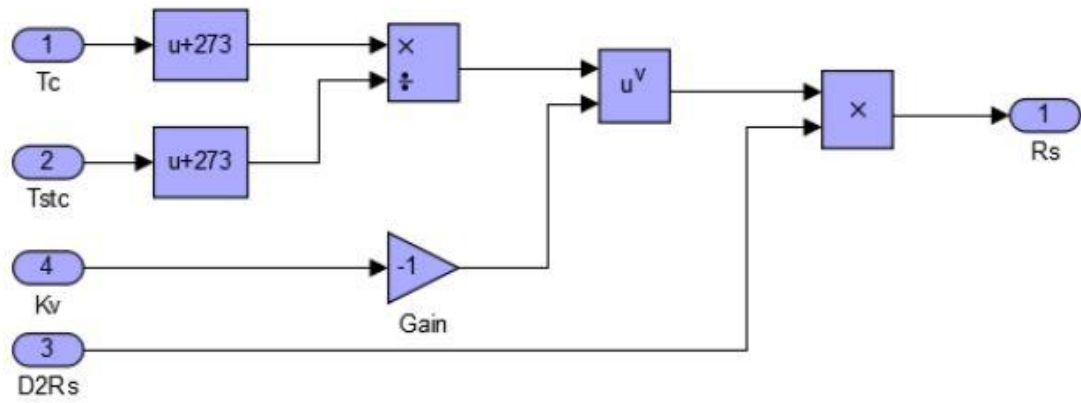 1
Tc
u+273
×
÷
u^v
×
1
Rs
2
Tstc
u+273
4
Kv
-1
Gain
3
D2Rs